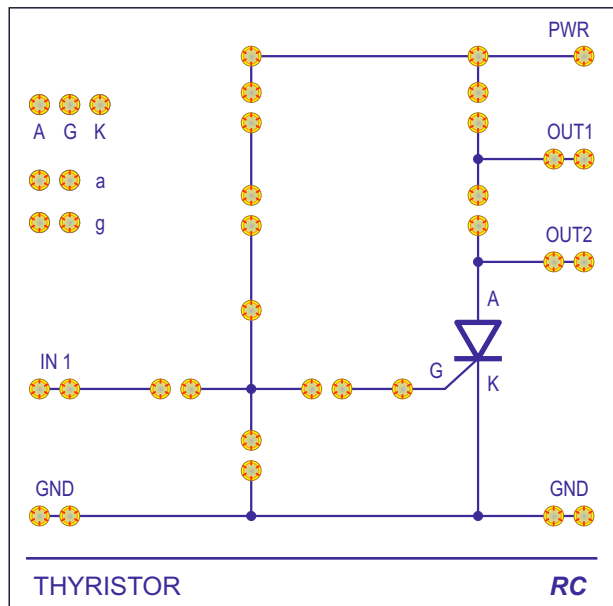 PWR
A G K
OUT1
a
g
OUT2
A
IN 1
G
K
GND
GND
THYRISTOR
RC